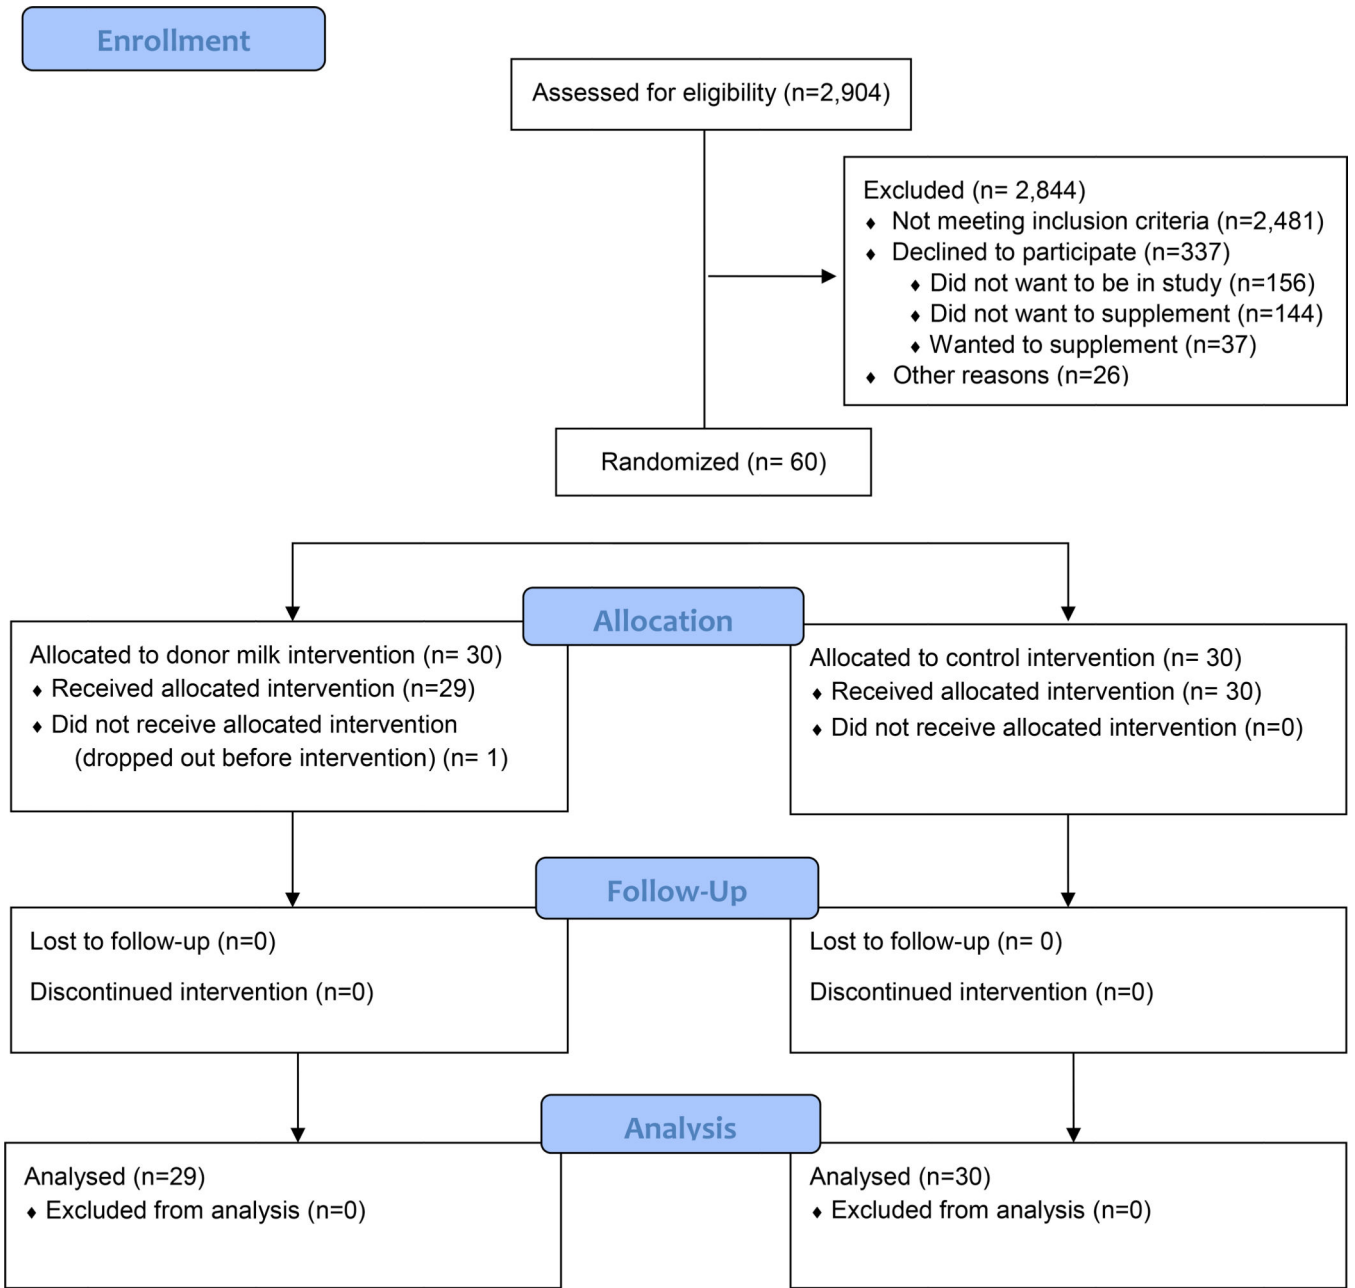 Enrollment
Assessed for eligibility (n=2,904)
Excluded (n= 2,844)
♦ Not meeting inclusion criteria (n=2,481)
♦ Declined to participate (n=337)
♦ Did not want to be in study (n=156)
♦ Did not want to supplement (n=144)
♦ Wanted to supplement (n=37)
♦ Other reasons (n=26)
Randomized (n= 60)
Allocation
Allocated to donor milk intervention (n= 30)
♦ Received allocated intervention (n=29)
♦ Did not receive allocated intervention
(dropped out before intervention) (n= 1)
Allocated to control intervention (n= 30)
♦ Received allocated intervention (n= 30)
♦ Did not receive allocated intervention (n=0)
Follow-Up
Lost to follow-up (n=0)
Discontinued intervention (n=0)
Lost to follow-up (n= 0)
Discontinued intervention (n=0)
Analysis
Analysed (n=29)
♦ Excluded from analysis (n=0)
Analysed (n=30)
♦ Excluded from analysis (n=0)